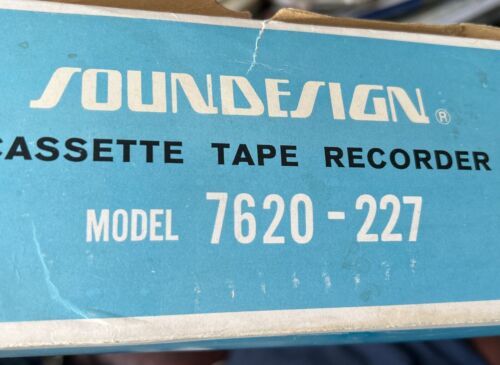 SOUNDESIGN®
CASSETTE TAPE RECORDER
MODEL 7620-227